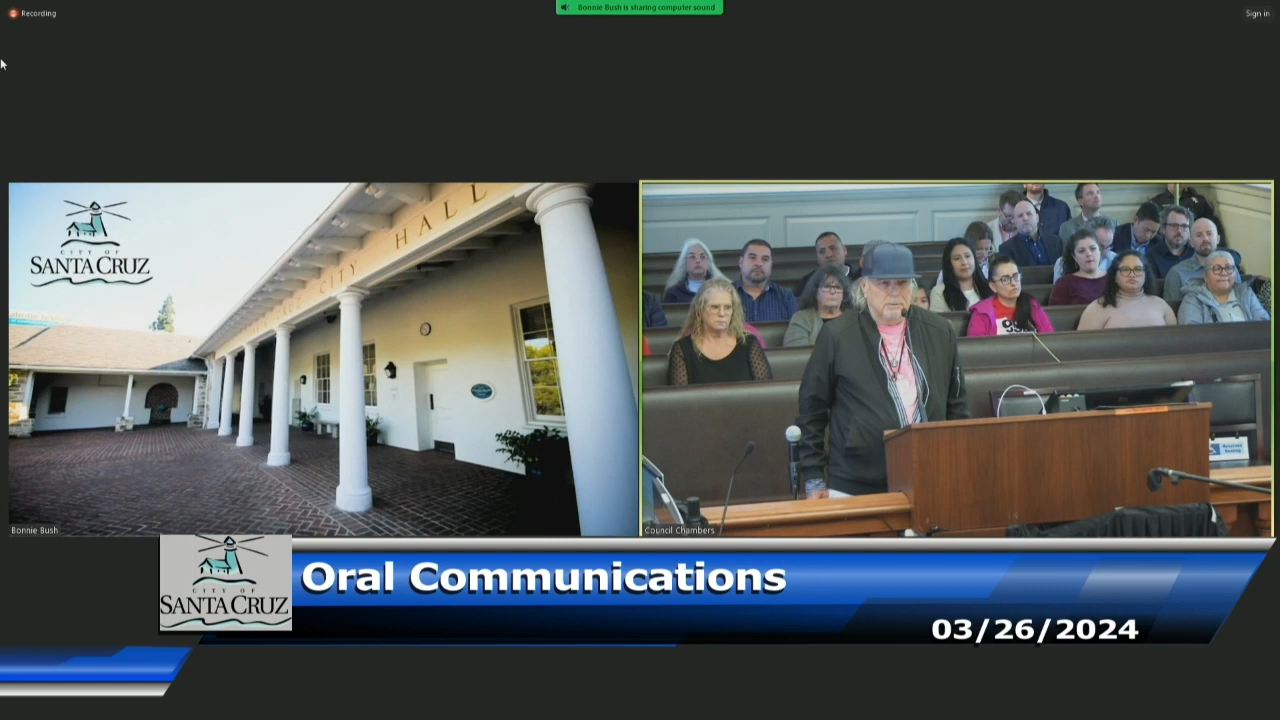 Recording
Bonnie Bush is sharing computer sound
Sign in
CITY OF
SANTA CRUZ
CITY HALL
Bonnie Bush
Council Chambers
CITY OF
SANTA CRUZ
Oral Communications
03/26/2024